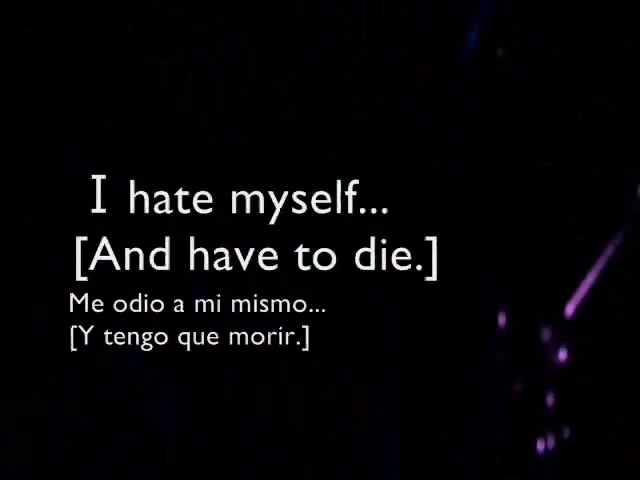 I hate myself...
[And have to die.]
Me odio a mi mismo...
[Y tengo que morir.]